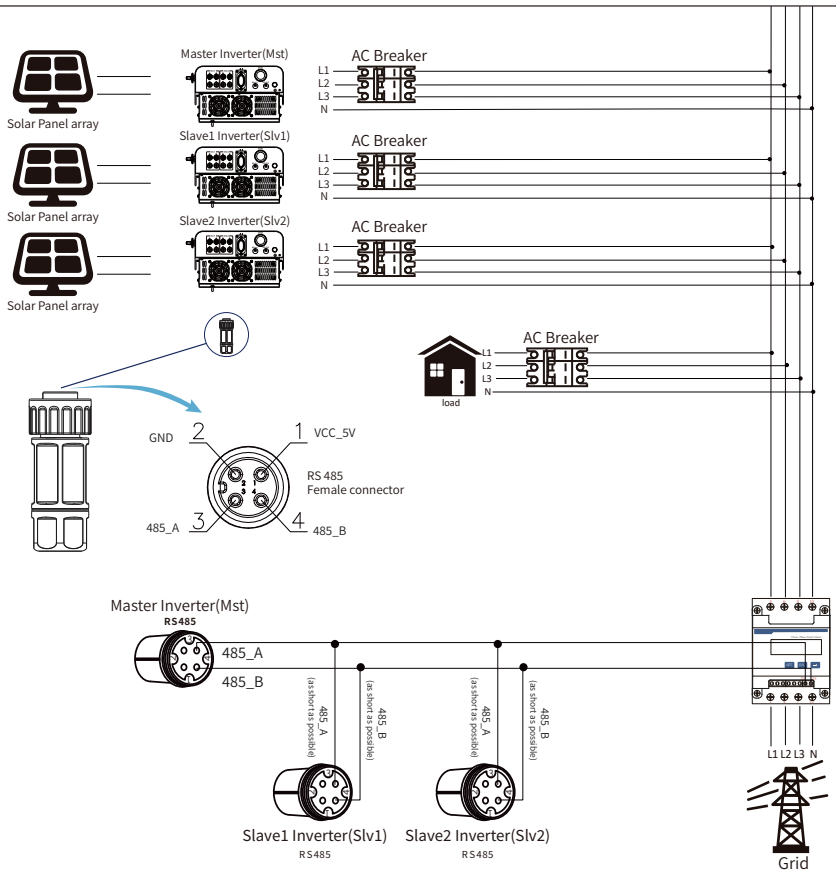 Master Inverter(Mst)
AC Breaker
L1
L2
L3
N
Solar Panel array
Slave1 Inverter(Slv1)
AC Breaker
L1
L2
L3
N
Solar Panel array
Slave2 Inverter(Slv2)
AC Breaker
L1
L2
L3
N
Solar Panel array
AC Breaker
L1
L2
L3
N
load
GND
2
1
VCC_5V
2
1
3
4
RS 485
Female connector
485_A
3
4
485_B
Master Inverter(Mst)
RS485
485_A
485_B
485_A
(as short as possible)
485_B
(as short as possible)
485_A
(as short as possible)
485_B
(as short as possible)
Slave1 Inverter(Slv1)
RS485
Slave2 Inverter(Slv2)
RS485
L1 L2 L3 N
Grid